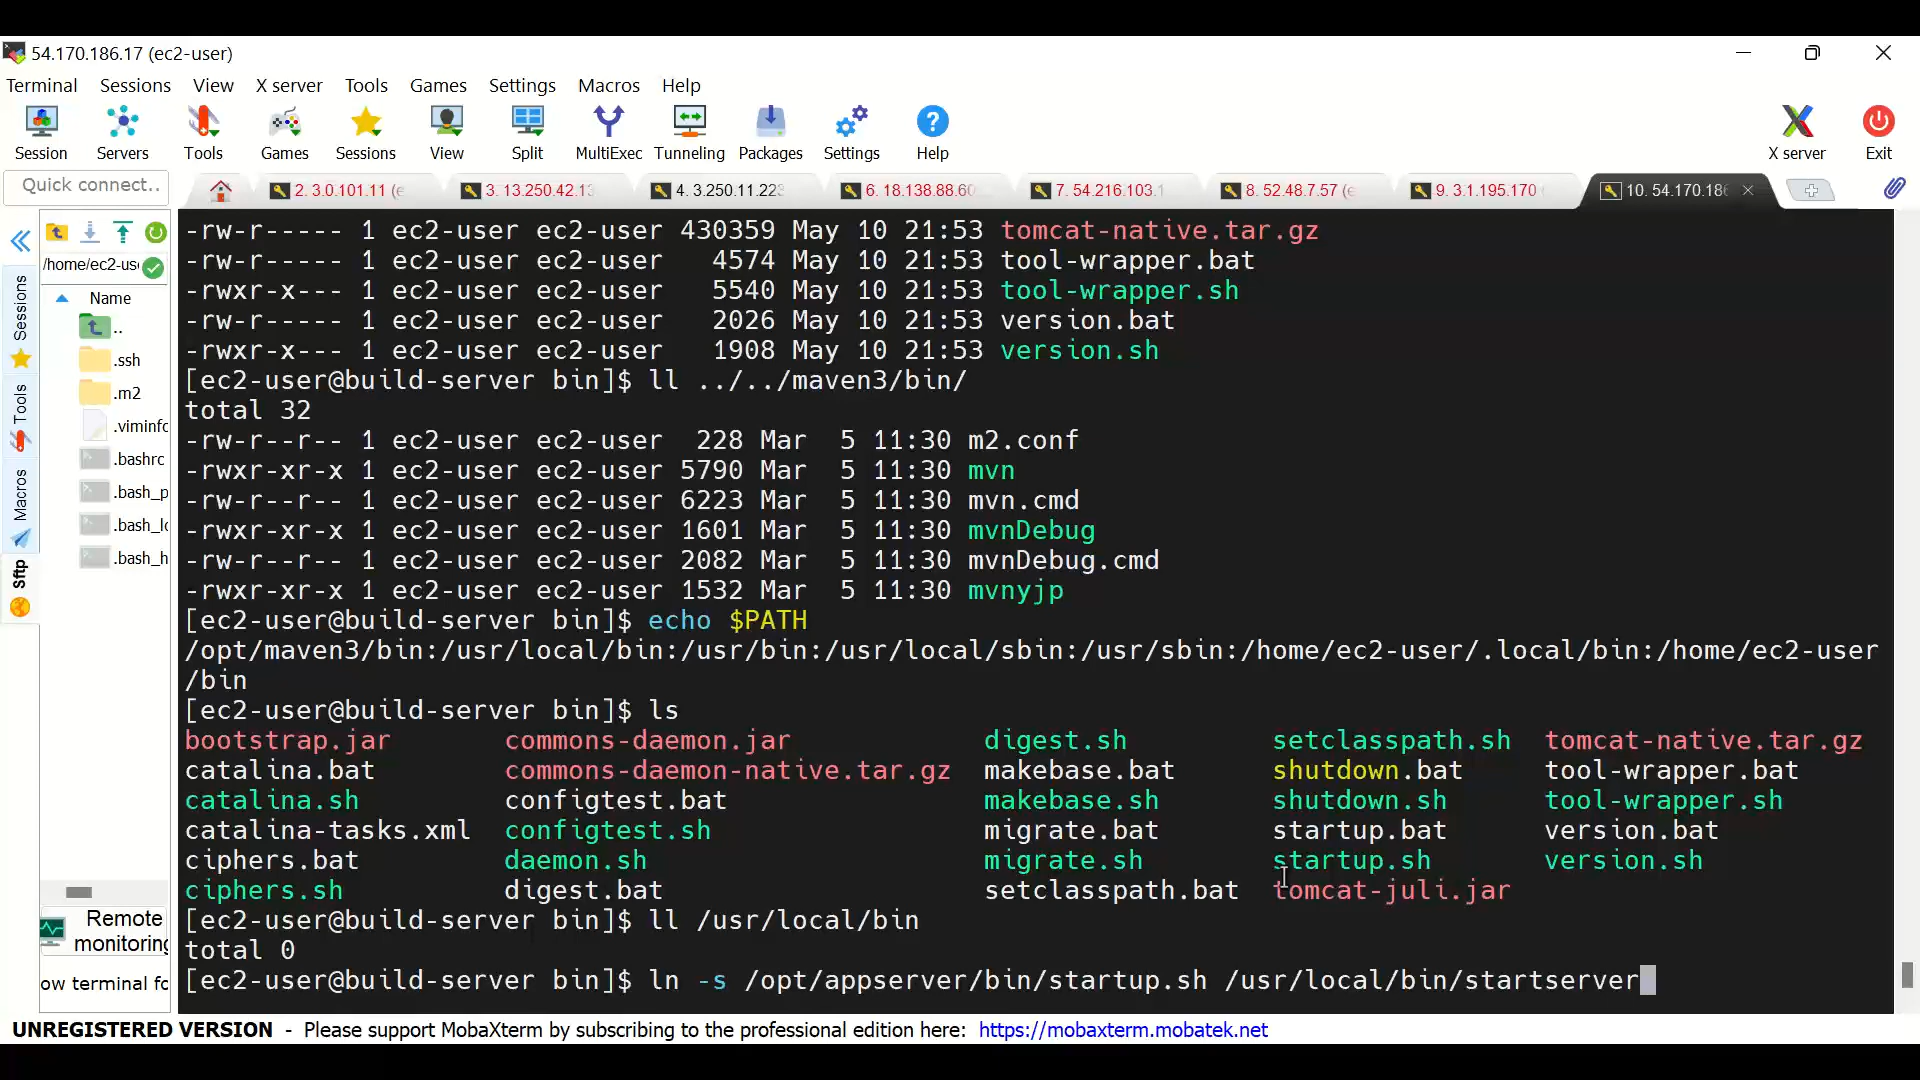 54.170.186.17 (ec2-user)
Terminal Sessions View X server Tools Games Settings Macros Help
Session Servers Tools Games Sessions View Split MultiExec Tunneling Packages Settings Help X server Exit
Quick connect..
2. 3.0.101.11 (e 3. 13.250.42.13 4. 3.250.11.223 6. 18.138.88.60 7. 54.216.103.1 8. 52.48.7.57 (e 9. 3.1.195.170 10. 54.170.186
/home/ec2-us
Name
..
.ssh
.m2
.viminfo
.bashrc
.bash_p
.bash_lo
.bash_h
Sessions
Tools
Macros
Sftp
Remote
monitoring
ow terminal fo
-rw-r----- 1 ec2-user ec2-user 430359 May 10 21:53 tomcat-native.tar.gz
-rw-r----- 1 ec2-user ec2-user   4574 May 10 21:53 tool-wrapper.bat
-rwxr-x--- 1 ec2-user ec2-user   5540 May 10 21:53 tool-wrapper.sh
-rw-r----- 1 ec2-user ec2-user   2026 May 10 21:53 version.bat
-rwxr-x--- 1 ec2-user ec2-user   1908 May 10 21:53 version.sh
[ec2-user@build-server bin]$ ll ../../maven3/bin/
total 32
-rw-r--r-- 1 ec2-user ec2-user  228 Mar  5 11:30 m2.conf
-rwxr-xr-x 1 ec2-user ec2-user 5790 Mar  5 11:30 mvn
-rw-r--r-- 1 ec2-user ec2-user 6223 Mar  5 11:30 mvn.cmd
-rwxr-xr-x 1 ec2-user ec2-user 1601 Mar  5 11:30 mvnDebug
-rw-r--r-- 1 ec2-user ec2-user 2082 Mar  5 11:30 mvnDebug.cmd
-rwxr-xr-x 1 ec2-user ec2-user 1532 Mar  5 11:30 mvnyjp
[ec2-user@build-server bin]$ echo $PATH
/opt/maven3/bin:/usr/local/bin:/usr/bin:/usr/local/sbin:/usr/sbin:/home/ec2-user/.local/bin:/home/ec2-user
/bin
[ec2-user@build-server bin]$ ls
bootstrap.jar commons-daemon.jar digest.sh setclasspath.sh tomcat-native.tar.gz
catalina.bat commons-daemon-native.tar.gz makebase.bat shutdown.bat tool-wrapper.bat
catalina.sh configtest.bat makebase.sh shutdown.sh tool-wrapper.sh
catalina-tasks.xml configtest.sh migrate.bat startup.bat version.bat
ciphers.bat daemon.sh migrate.sh startup.sh version.sh
ciphers.sh digest.bat setclasspath.bat tomcat-juli.jar
[ec2-user@build-server bin]$ ll /usr/local/bin
total 0
[ec2-user@build-server bin]$ ln -s /opt/appserver/bin/startup.sh /usr/local/bin/startserver
UNREGISTERED VERSION - Please support MobaXterm by subscribing to the professional edition here: https://mobaxterm.mobatek.net